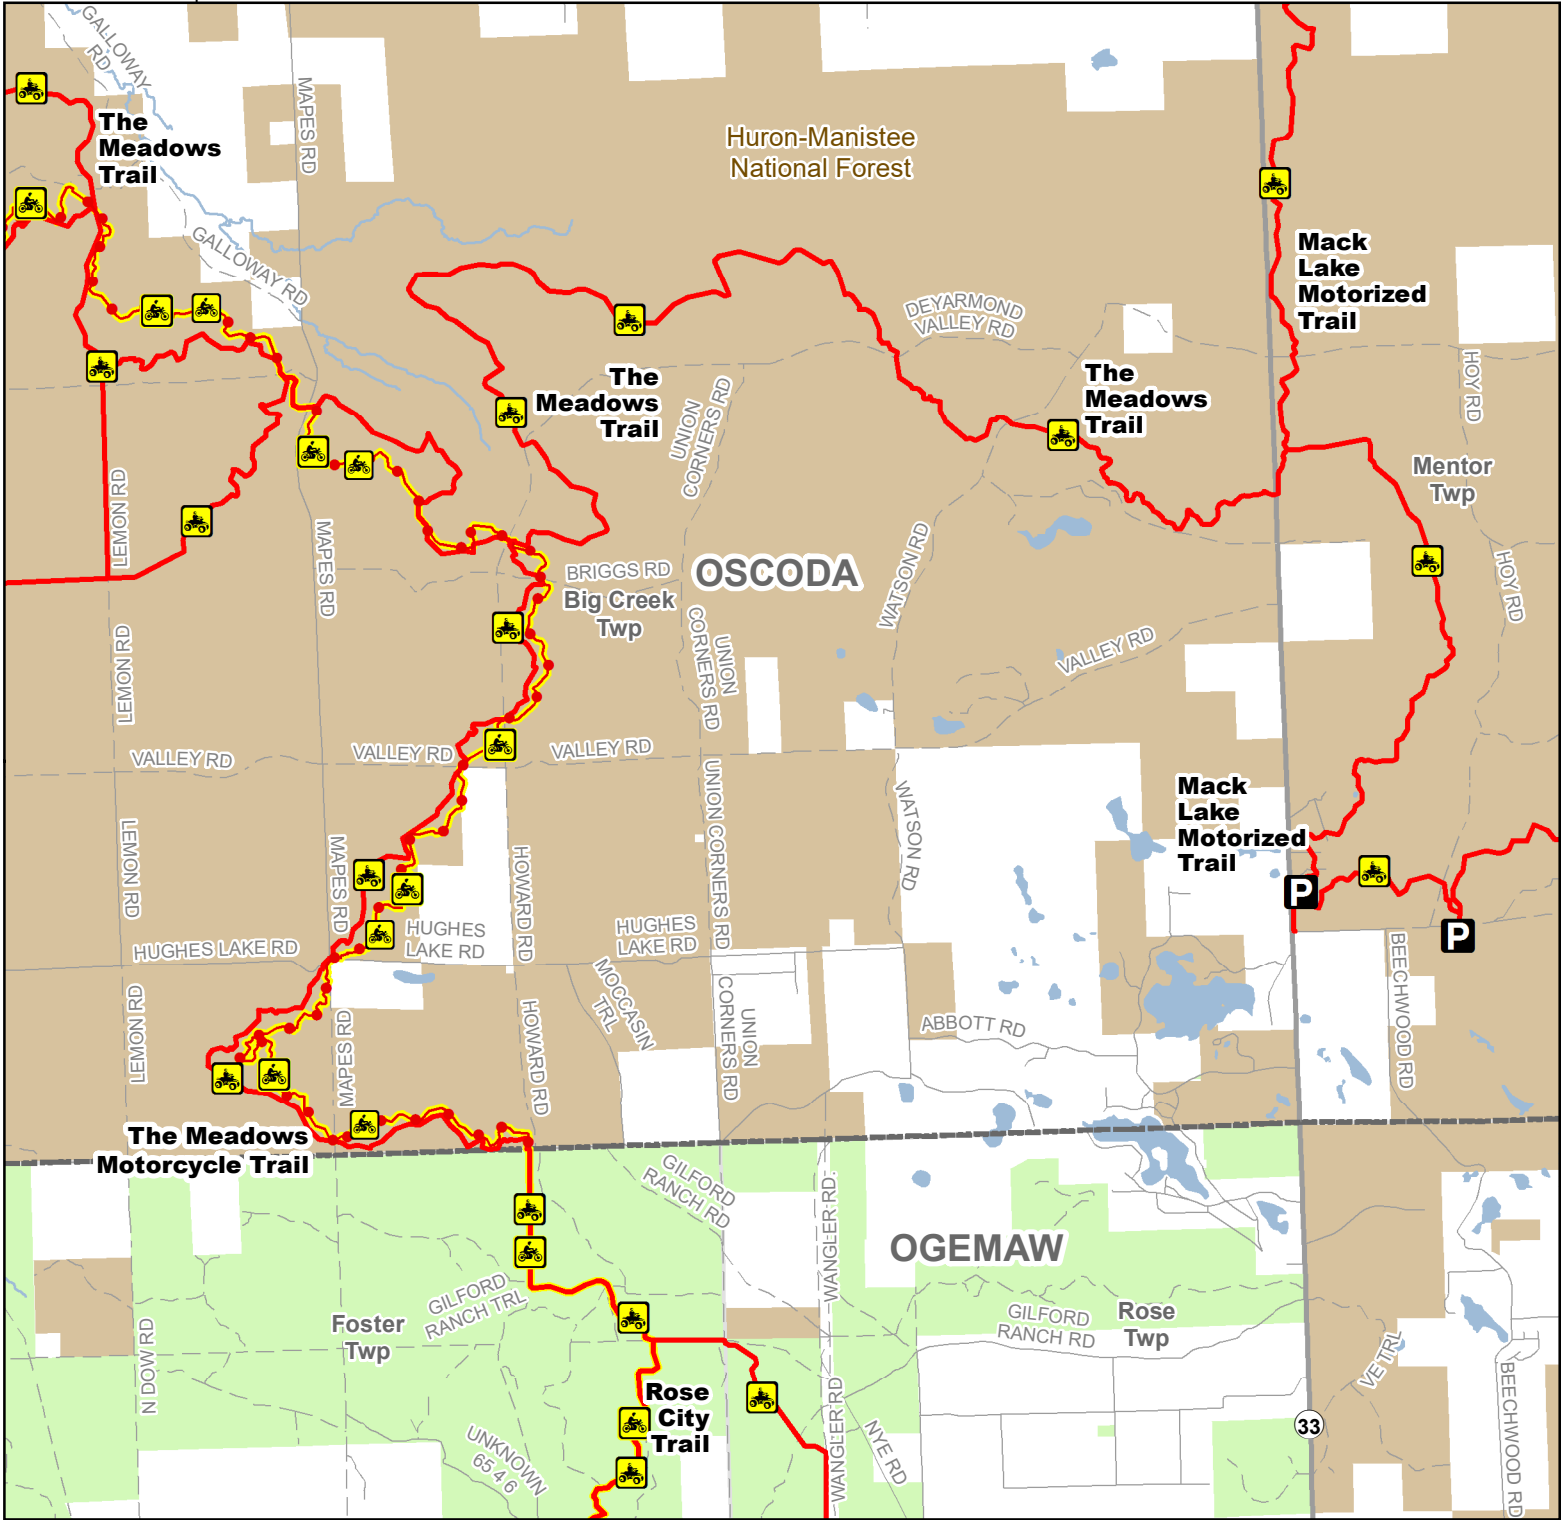 GALLOWAY
RD
MAPES RD
The
Meadows
Trail
Huron-Manistee
National Forest
GALLOWAY RD
Mack
Lake
Motorized
Trail
DEYARMOND
VALLEY RD
The
Meadows
Trail
UNION
CORNERS RD
The
Meadows
Trail
HOY RD
Mentor
Twp
LEMON RD
MAPES RD
WATSON RD
HOY RD
BRIGGS RD
OSCODA
Big Creek
Twp
LEMON RD
UNION
CORNERS RD
VALLEY RD
VALLEY RD
VALLEY RD
VALLEY RD
UNION CORNERS RD
WATSON RD
Mack
Lake
Motorized
Trail
LEMON RD
MAPES RD
HOWARD RD
P
P
HUGHES LAKE RD
HUGHES
LAKE RD
HUGHES
LAKE RD
BEECHWOOD RD
LEMON RD
MAPES RD
HOWARD RD
MOCCASIN
TRL
UNION
CORNERS RD
ABBOTT RD
The Meadows
Motorcycle Trail
GILFORD
RANCH RD
WANGLER RD.
OGEMAW
GILFORD
RANCH TRL
Foster
Twp
GILFORD
RANCH RD
Rose
Twp
N DOW RD
VE TRL
BEECHWOOD RD
Rose
City
Trail
WANGLER RD
NYE RD
33
UNKNOWN
65 4 6